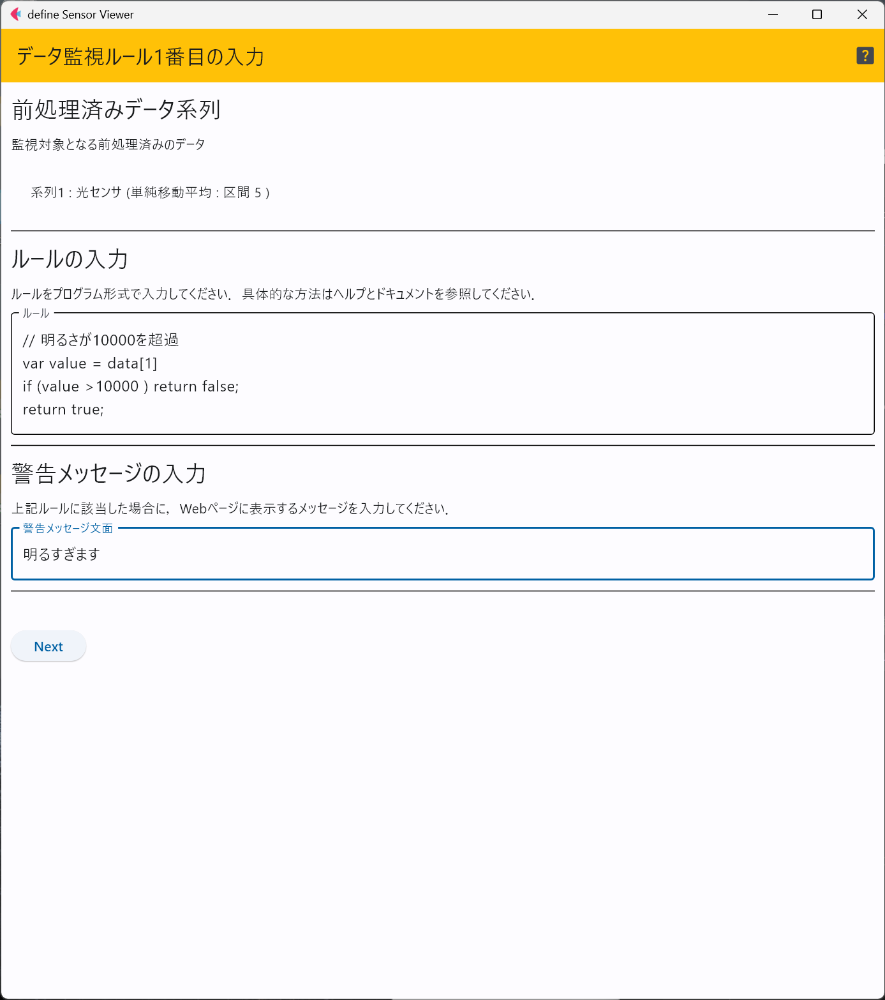 define Sensor Viewer
データ監視ルール1番目の入力
前処理済みデータ系列
監視対象となる前処理済みのデータ
系列1 : 光センサ (単純移動平均 : 区間 5 )
ルールの入力
ルールをプログラム形式で入力してください．具体的な方法はヘルプとドキュメントを参照してください．
ルール
// 明るさが10000を超過
var value = data[1]
if (value >10000 ) return false;
return true;
警告メッセージの入力
上記ルールに該当した場合に，Webページに表示するメッセージを入力してください．
警告メッセージ文面
明るすぎます
Next